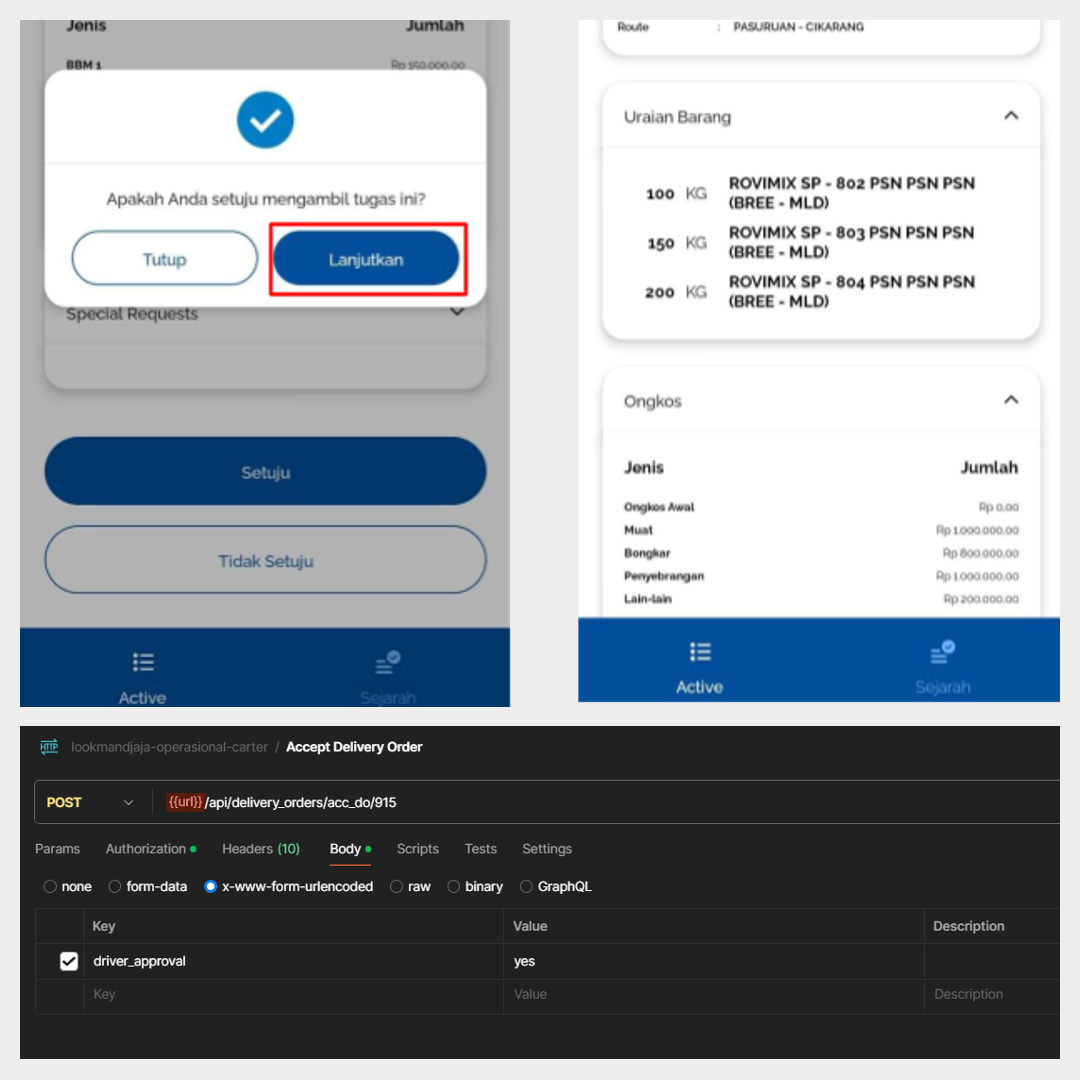 Jenis Jumlah
BBM 1 Rp 150.000.00
Apakah Anda setuju mengambil tugas ini?
Tutup Lanjutkan
Special Requests
Setuju
Tidak Setuju
Active Sejarah
Route : PASURUAN - CIKARANG
Uraian Barang
100 KG ROVIMIX SP - 802 PSN PSN PSN
(BREE - MLD)
150 KG ROVIMIX SP - 803 PSN PSN PSN
(BREE - MLD)
200 KG ROVIMIX SP - 804 PSN PSN PSN
(BREE - MLD)
Ongkos
Jenis Jumlah
Ongkos Awal Rp 0.00
Muat Rp 1.000.000.00
Bongkar Rp 800.000.00
Penyebrangan Rp 1.000.000.00
Lain-lain Rp 200.000.00
Active Sejarah
HTTP lookmandjaja-operasional-carter / Accept Delivery Order
POST {{url}}/api/delivery_orders/acc_do/915
Params Authorization Headers (10) Body Scripts Tests Settings
none form-data x-www-form-urlencoded raw binary GraphQL
Key Value Description
driver_approval yes
Key Value Description